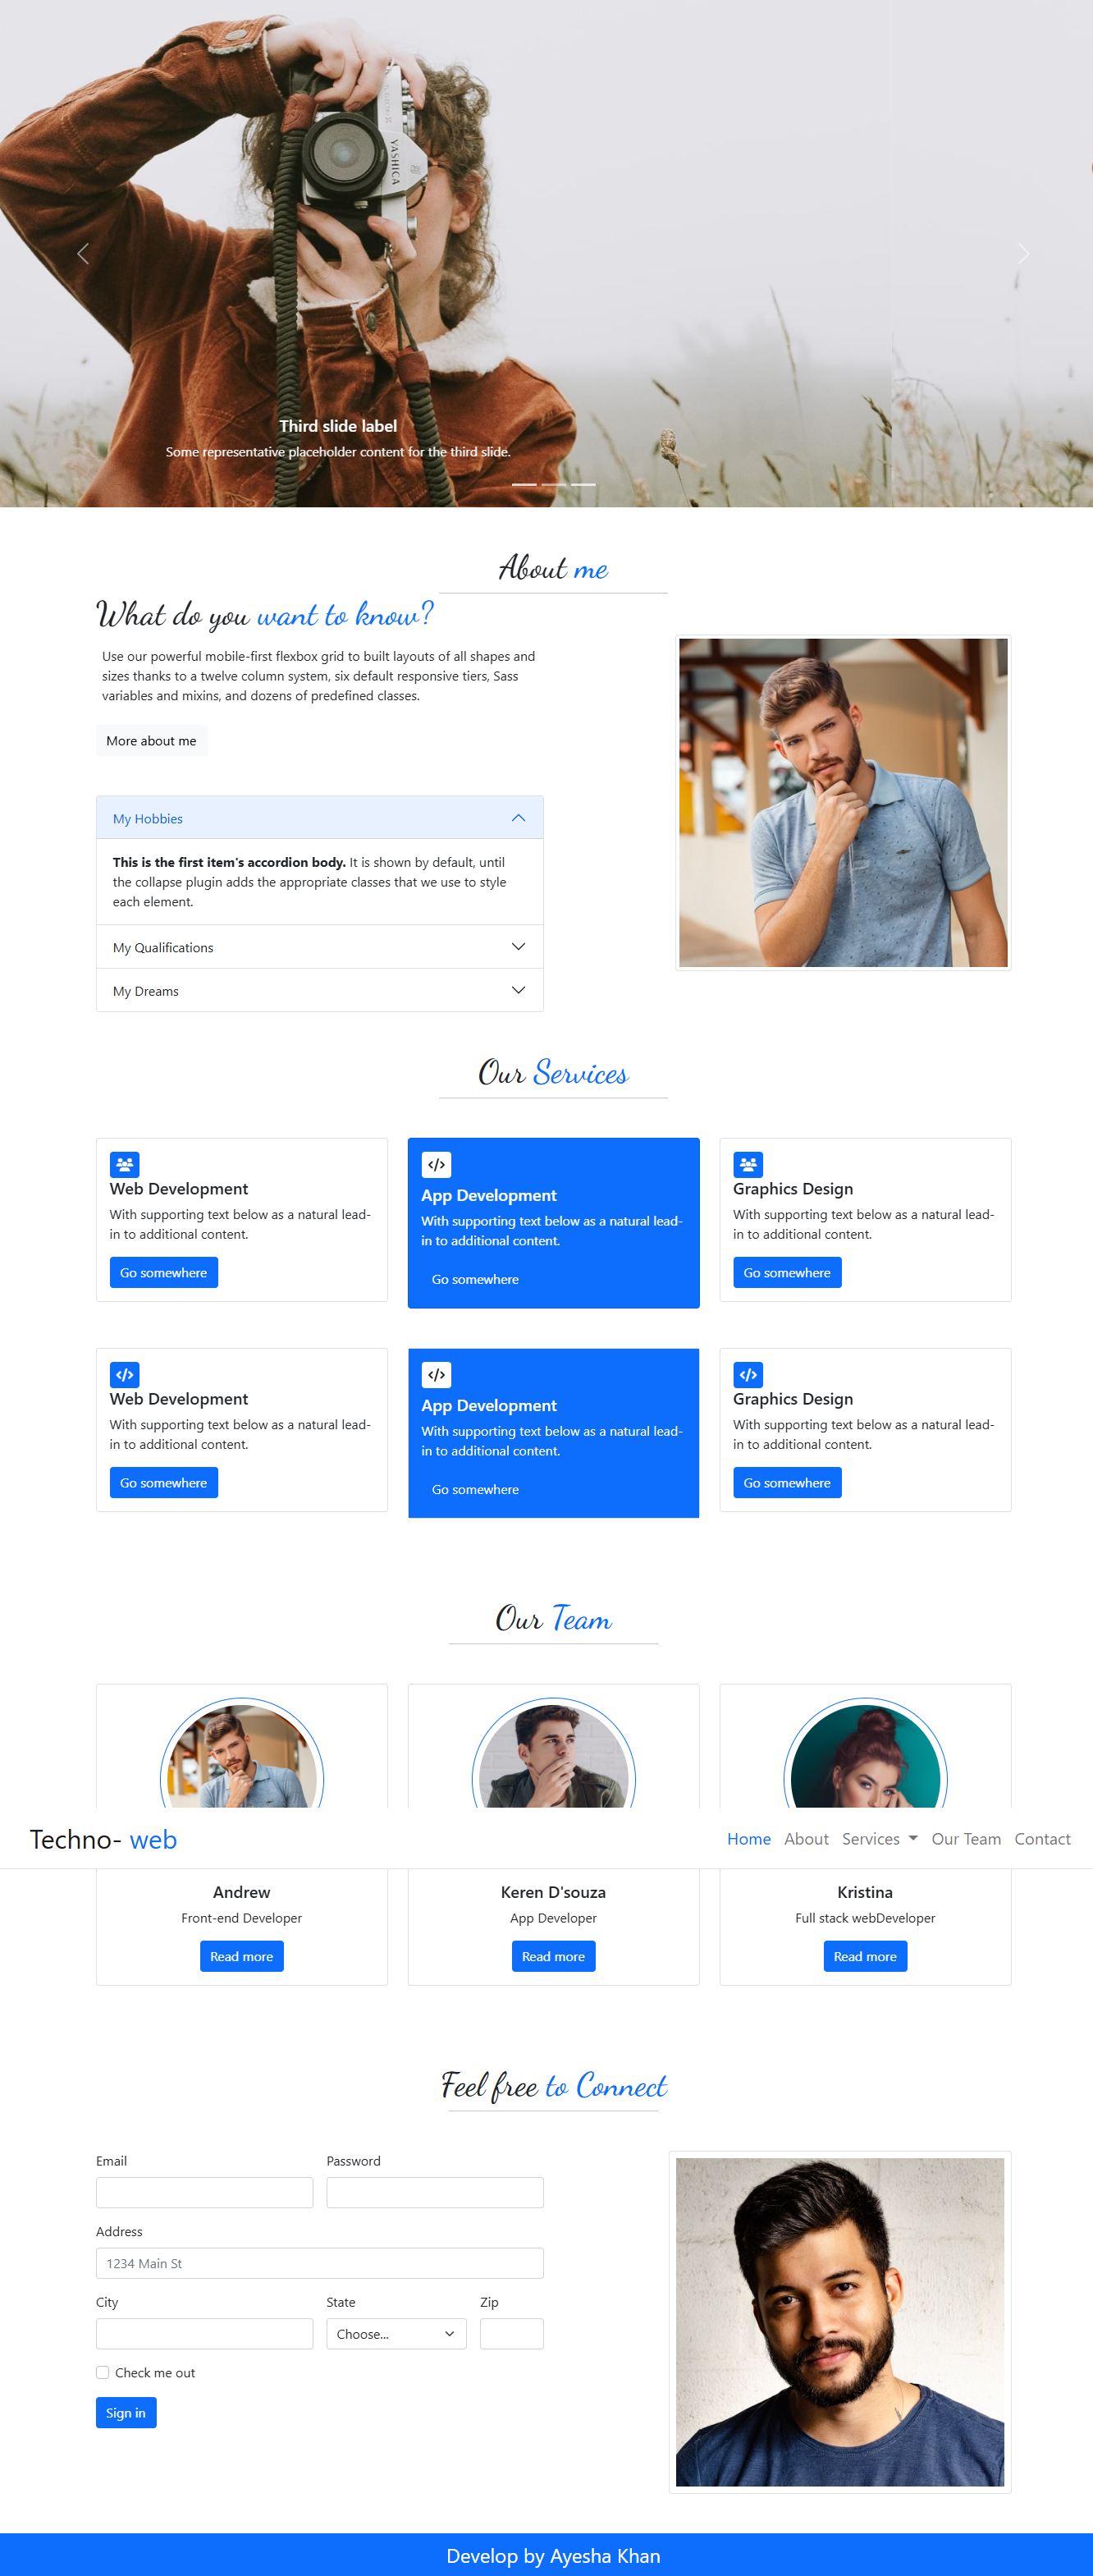 YASHICA
Third slide label
Some representative placeholder content for the third slide.
About me
What do you want to know?
Use our powerful mobile-first flexbox grid to built layouts of all shapes and
sizes thanks to a twelve column system, six default responsive tiers, Sass
variables and mixins, and dozens of predefined classes.
More about me
My Hobbies
This is the first item's accordion body. It is shown by default, until
the collapse plugin adds the appropriate classes that we use to style
each element.
My Qualifications
My Dreams
Our Services
Web Development
With supporting text below as a natural lead-
in to additional content.
Go somewhere
App Development
With supporting text below as a natural lead-
in to additional content.
Go somewhere
Graphics Design
With supporting text below as a natural lead-
in to additional content.
Go somewhere
Web Development
With supporting text below as a natural lead-
in to additional content.
Go somewhere
App Development
With supporting text below as a natural lead-
in to additional content.
Go somewhere
Graphics Design
With supporting text below as a natural lead-
in to additional content.
Go somewhere
Our Team
Techno- web
Home About Services Our Team Contact
Andrew
Front-end Developer
Read more
Keren D'souza
App Developer
Read more
Kristina
Full stack webDeveloper
Read more
Feel free to Connect
Email
Password
Address
1234 Main St
City
State
Zip
Choose...
Check me out
Sign in
Develop by Ayesha Khan